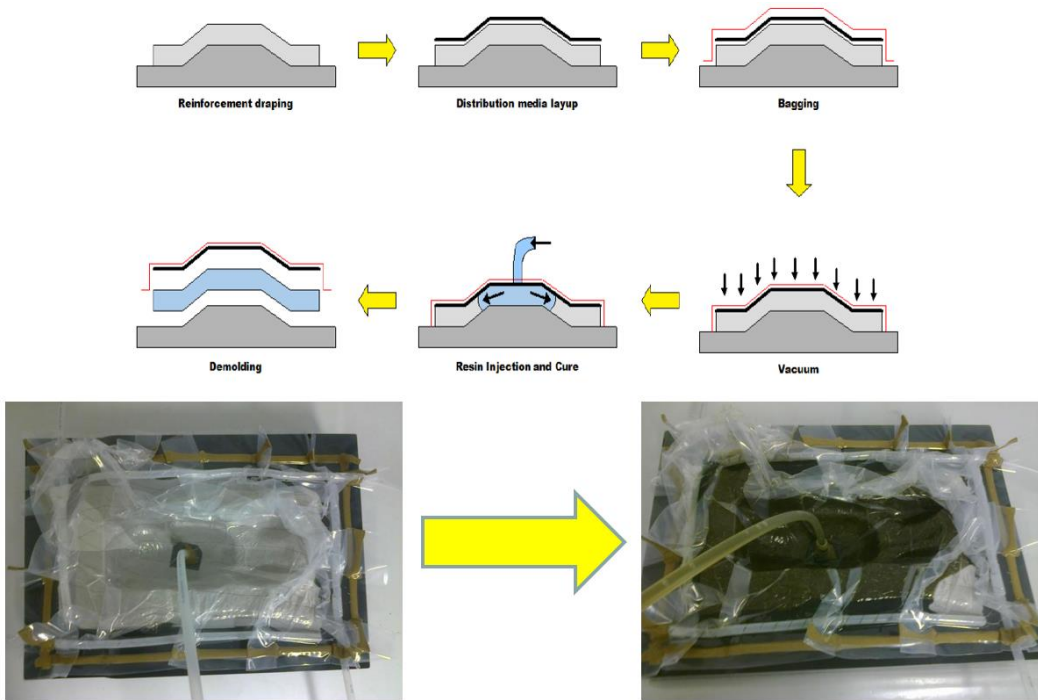 Reinforcement draping
Distribution media layup
Bagging
Demolding
Resin Injection and Cure
Vacuum